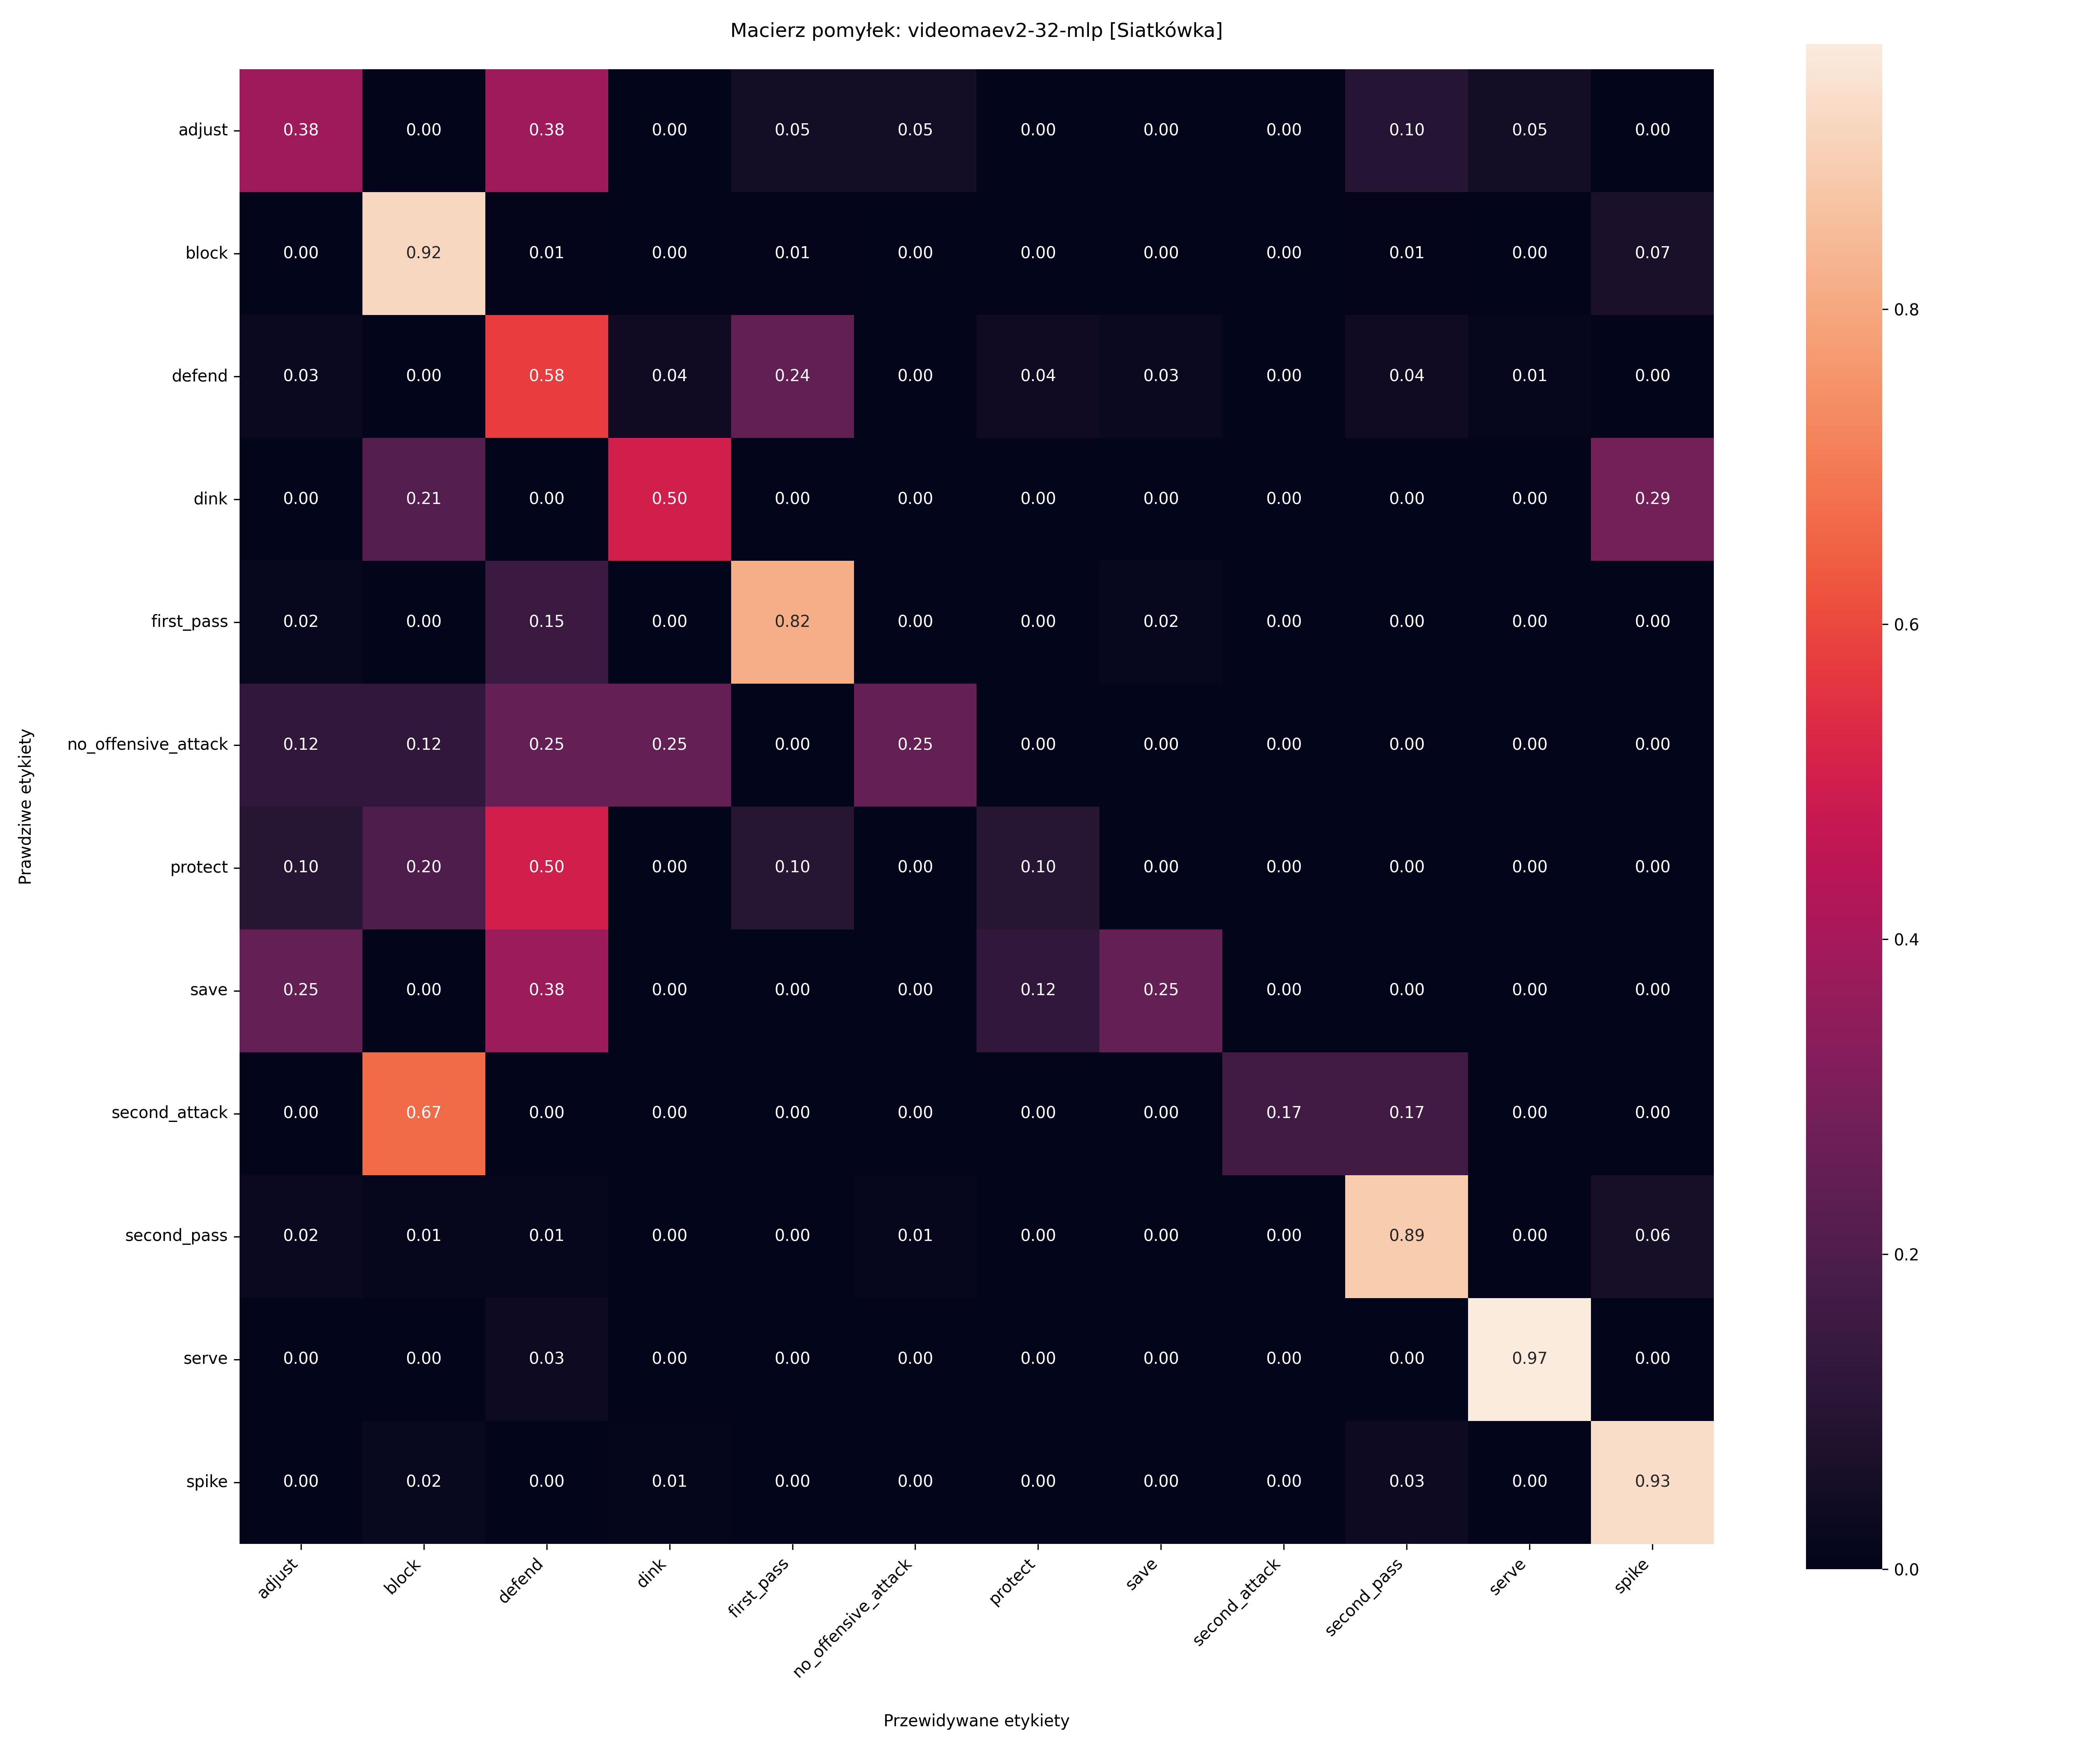 Macierz pomyłek: videomaev2-32-mlp [Siatkówka]
adjust 0.38 0.00 0.38 0.00 0.05 0.05 0.00 0.00 0.00 0.10 0.05 0.00
block 0.00 0.92 0.01 0.00 0.01 0.00 0.00 0.00 0.00 0.01 0.00 0.07
0.8
defend 0.03 0.00 0.58 0.04 0.24 0.00 0.04 0.03 0.00 0.04 0.01 0.00
dink 0.00 0.21 0.00 0.50 0.00 0.00 0.00 0.00 0.00 0.00 0.00 0.29
first_pass 0.02 0.00 0.15 0.00 0.82 0.00 0.00 0.02 0.00 0.00 0.00 0.00
0.6
no_offensive_attack 0.12 0.12 0.25 0.25 0.00 0.25 0.00 0.00 0.00 0.00 0.00 0.00
Prawdziwe etykiety
protect 0.10 0.20 0.50 0.00 0.10 0.00 0.10 0.00 0.00 0.00 0.00 0.00
0.4
save 0.25 0.00 0.38 0.00 0.00 0.00 0.12 0.25 0.00 0.00 0.00 0.00
second_attack 0.00 0.67 0.00 0.00 0.00 0.00 0.00 0.00 0.17 0.17 0.00 0.00
second_pass 0.02 0.01 0.01 0.00 0.00 0.01 0.00 0.00 0.00 0.89 0.00 0.06
0.2
serve 0.00 0.00 0.03 0.00 0.00 0.00 0.00 0.00 0.00 0.00 0.97 0.00
spike 0.00 0.02 0.00 0.01 0.00 0.00 0.00 0.00 0.00 0.03 0.00 0.93
0.0
adjust block defend dink first_pass no_offensive_attack protect save second_attack second_pass serve spike
Przewidywane etykiety